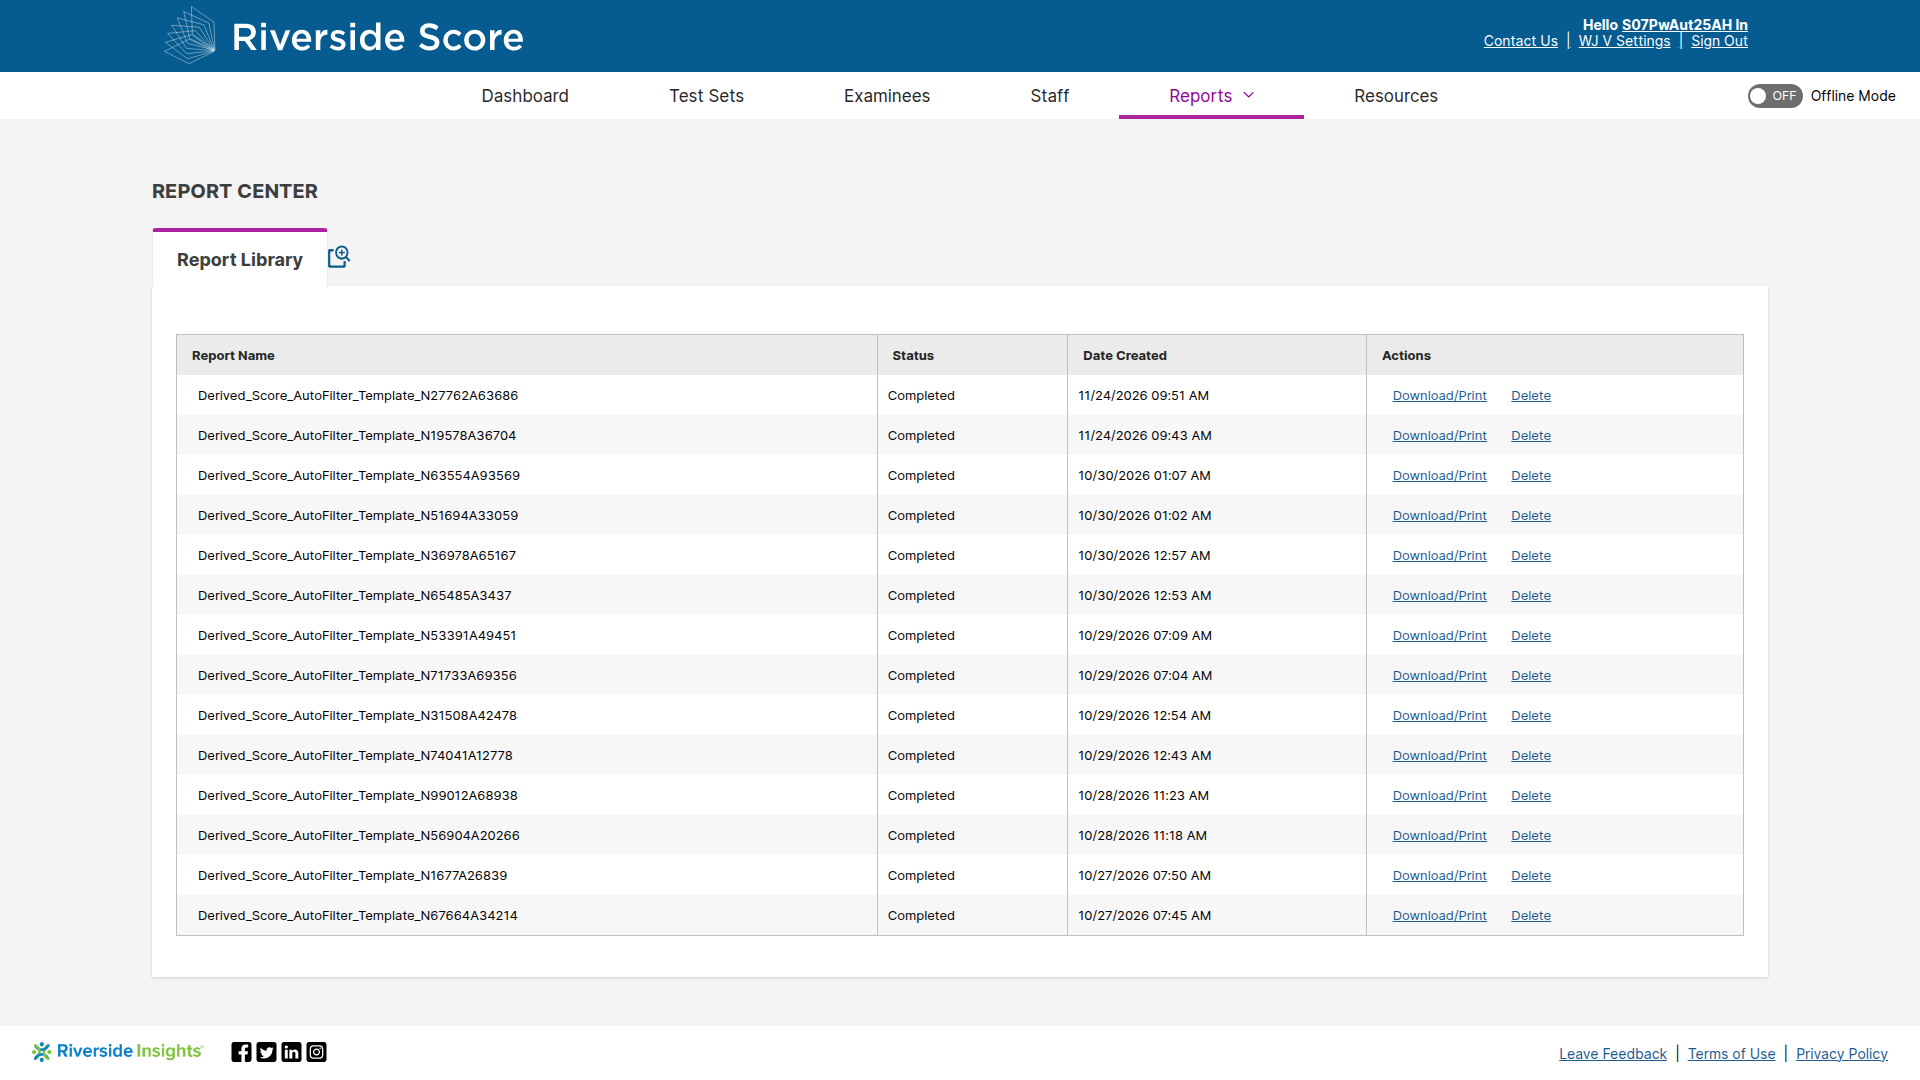 Riverside Score
Hello S07PwAut25AH In
Contact Us | WJ V Settings | Sign Out
Dashboard Test Sets Examinees Staff Reports Resources OFF Offline Mode
REPORT CENTER
Report Library
Report Name Status Date Created Actions
Derived_Score_AutoFilter_Template_N27762A63686 Completed 11/24/2026 09:51 AM Download/Print Delete
Derived_Score_AutoFilter_Template_N19578A36704 Completed 11/24/2026 09:43 AM Download/Print Delete
Derived_Score_AutoFilter_Template_N63554A93569 Completed 10/30/2026 01:07 AM Download/Print Delete
Derived_Score_AutoFilter_Template_N51694A33059 Completed 10/30/2026 01:02 AM Download/Print Delete
Derived_Score_AutoFilter_Template_N36978A65167 Completed 10/30/2026 12:57 AM Download/Print Delete
Derived_Score_AutoFilter_Template_N65485A3437 Completed 10/30/2026 12:53 AM Download/Print Delete
Derived_Score_AutoFilter_Template_N53391A49451 Completed 10/29/2026 07:09 AM Download/Print Delete
Derived_Score_AutoFilter_Template_N71733A69356 Completed 10/29/2026 07:04 AM Download/Print Delete
Derived_Score_AutoFilter_Template_N31508A42478 Completed 10/29/2026 12:54 AM Download/Print Delete
Derived_Score_AutoFilter_Template_N74041A12778 Completed 10/29/2026 12:43 AM Download/Print Delete
Derived_Score_AutoFilter_Template_N99012A68938 Completed 10/28/2026 11:23 AM Download/Print Delete
Derived_Score_AutoFilter_Template_N56904A20266 Completed 10/28/2026 11:18 AM Download/Print Delete
Derived_Score_AutoFilter_Template_N1677A26839 Completed 10/27/2026 07:50 AM Download/Print Delete
Derived_Score_AutoFilter_Template_N67664A34214 Completed 10/27/2026 07:45 AM Download/Print Delete
Riverside Insights Leave Feedback | Terms of Use | Privacy Policy